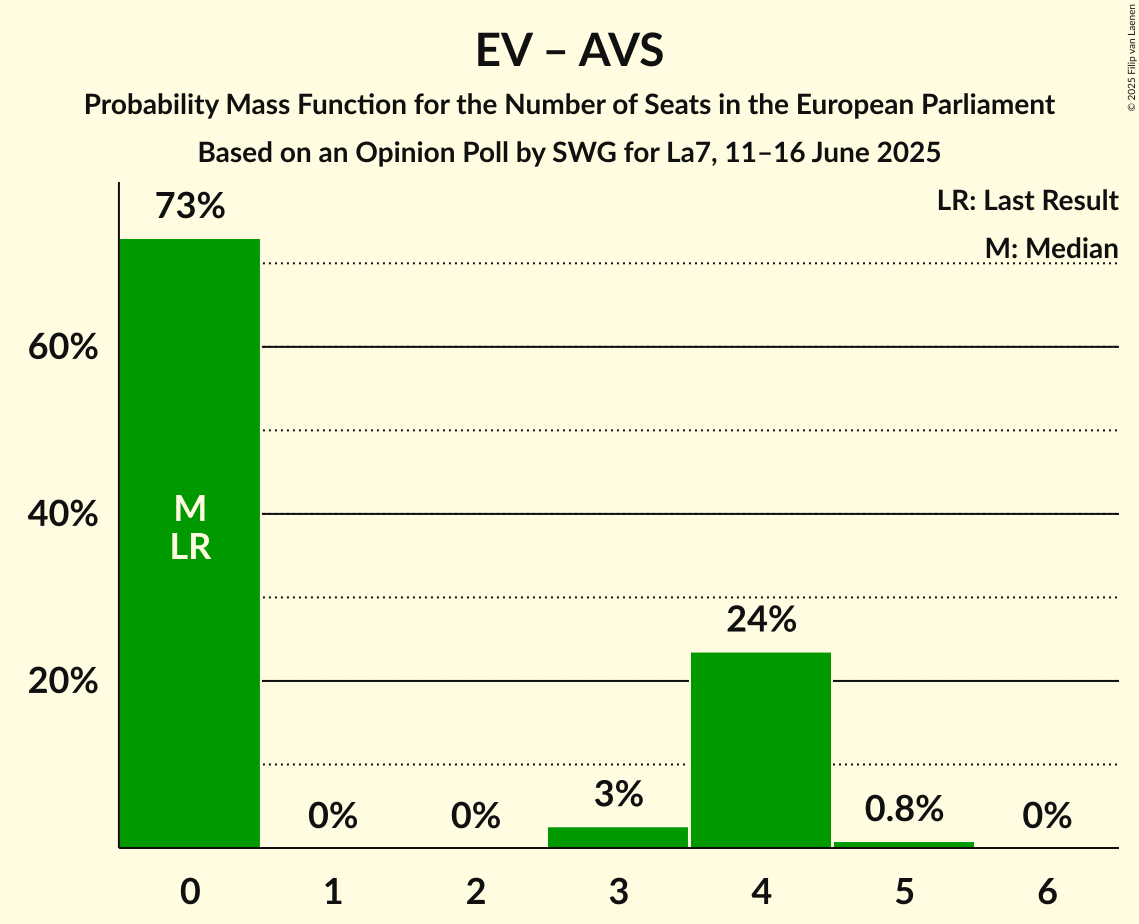 EV – AVS
Probability Mass Function for the Number of Seats in the European Parliament
Based on an Opinion Poll by SWG for La7, 11–16 June 2025
© 2025 Filip van Laenen
LR: Last Result
M: Median
73%
60%
40%
20%
M
LR
0%
0%
3%
24%
0.8%
0%
0
1
2
3
4
5
6